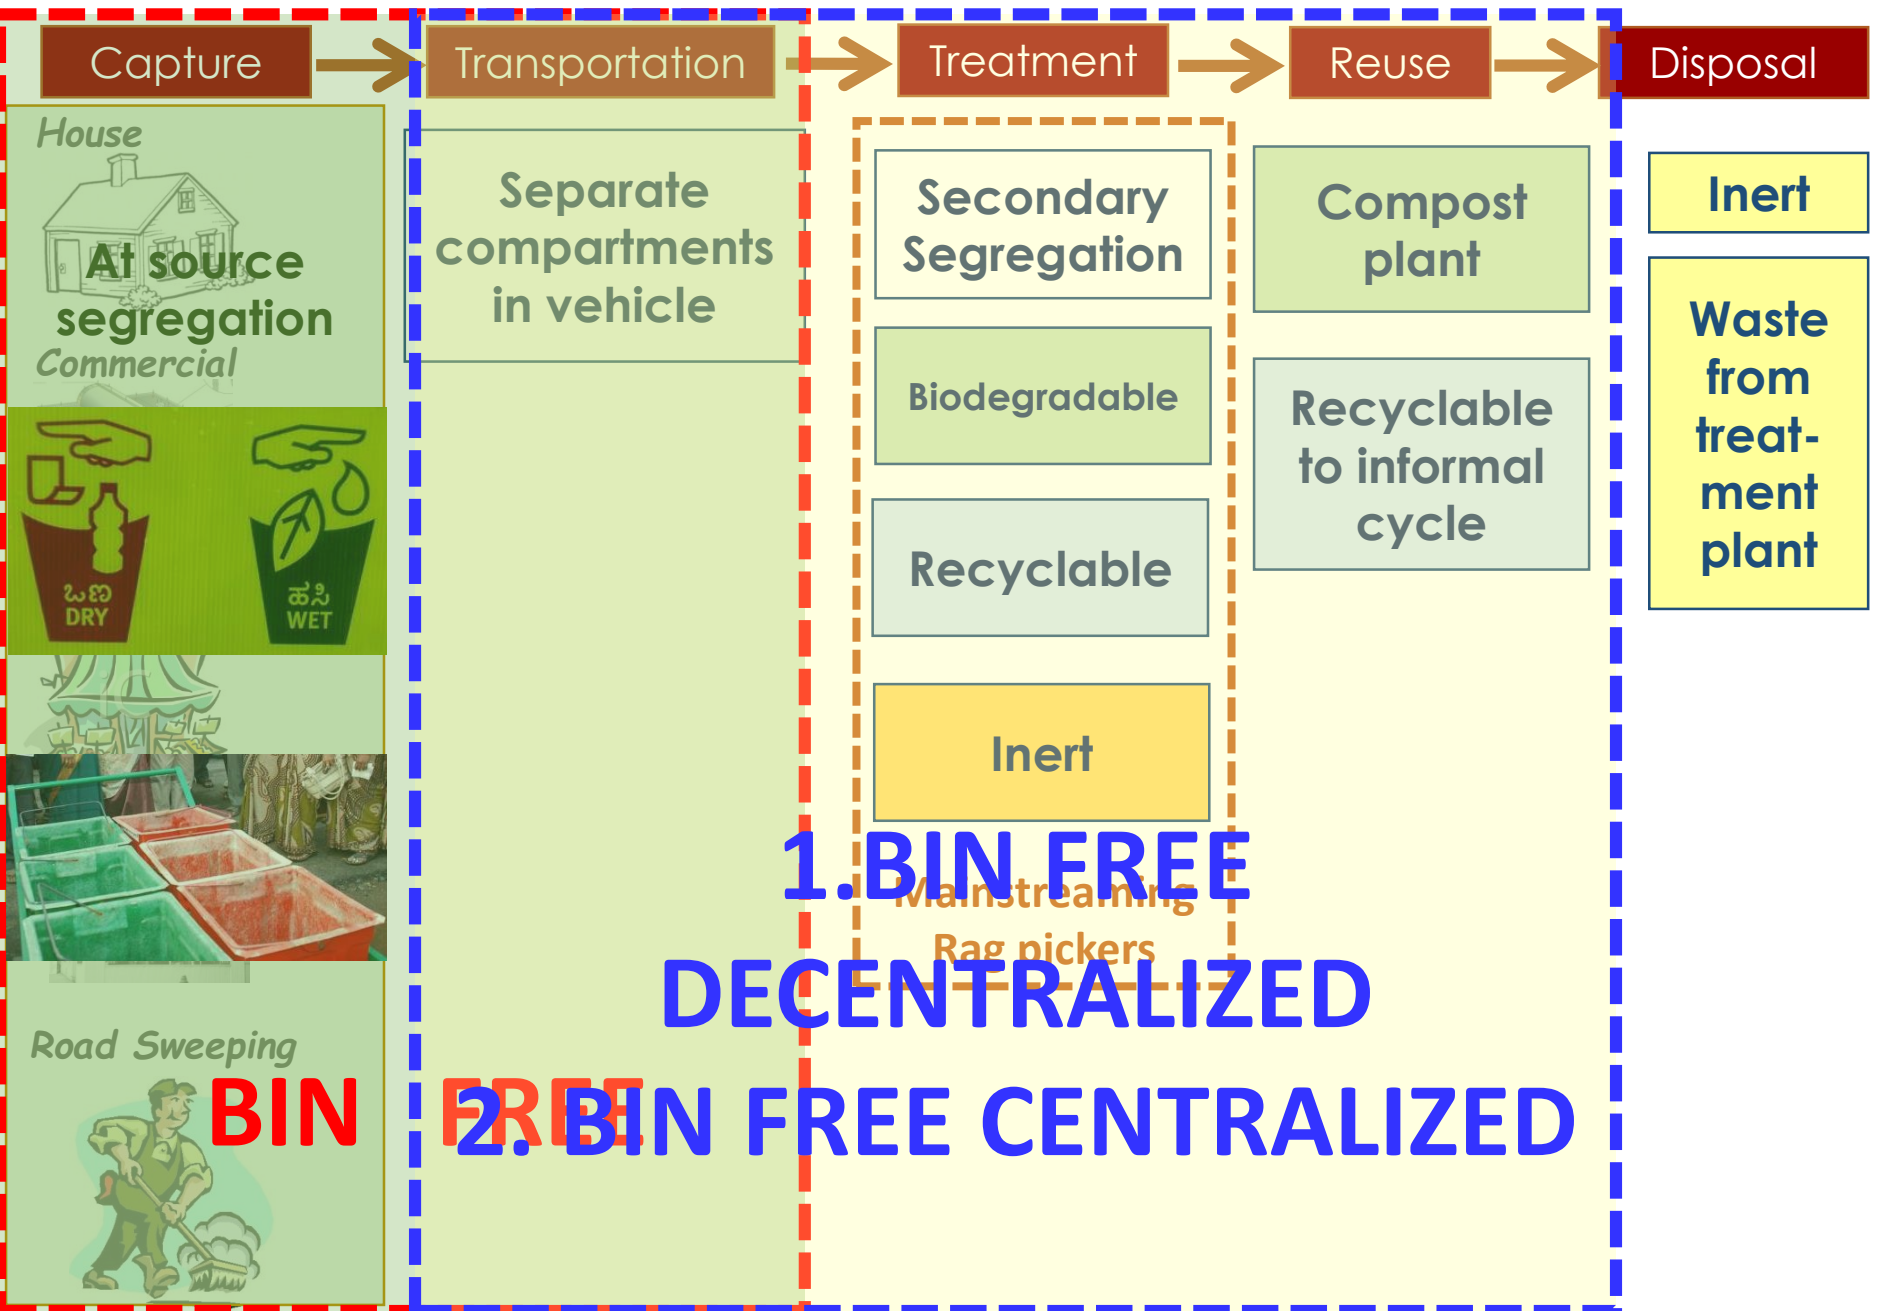 Capture
Transportation
Treatment
Reuse
Disposal
House
At source
segregation
Commercial
ಒಣ
DRY
ಹಸಿ
WET
Road Sweeping
Separate
compartments
in vehicle
Secondary
Segregation
Biodegradable
Recyclable
Inert
Mainstreaming
Rag pickers
Compost
plant
Recyclable
to informal
cycle
Inert
Waste
from
treat-
ment
plant
BIN FREE
1.BIN FREE
DECENTRALIZED
2. BIN FREE CENTRALIZED